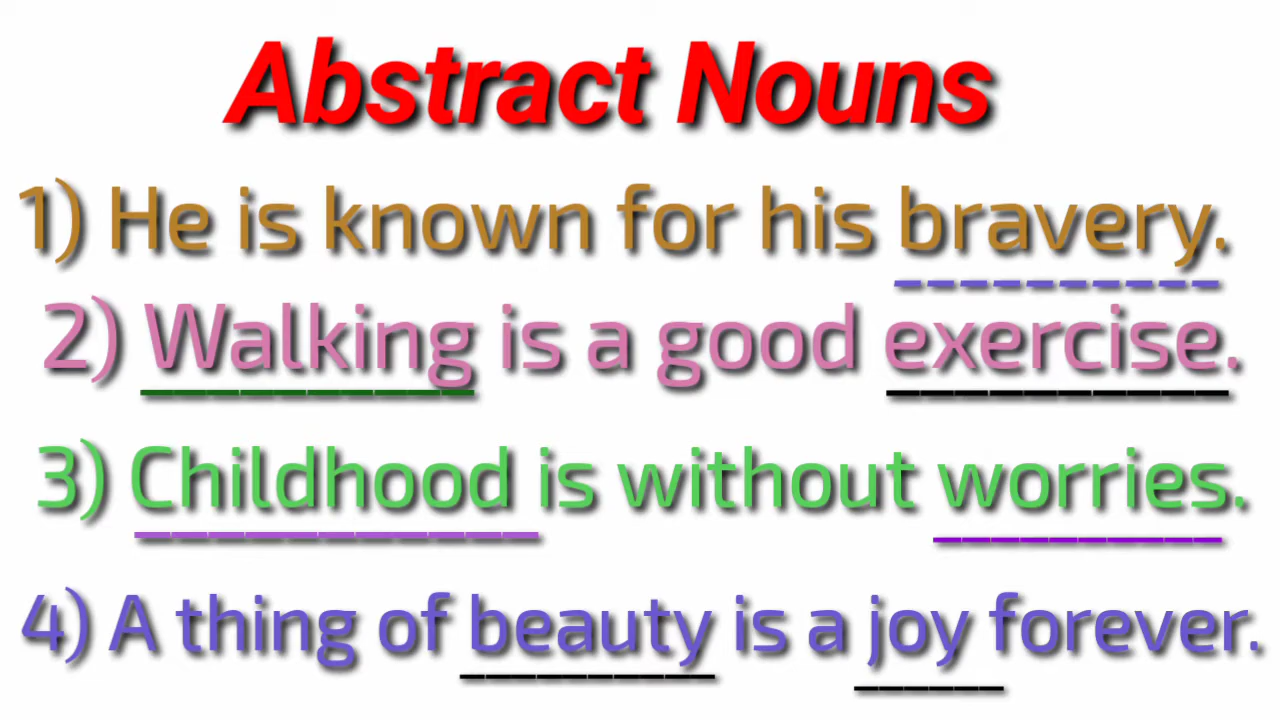 Abstract Nouns
1) He is known for his bravery.
2) Walking is a good exercise.
3) Childhood is without worries.
4) A thing of beauty is a joy forever.